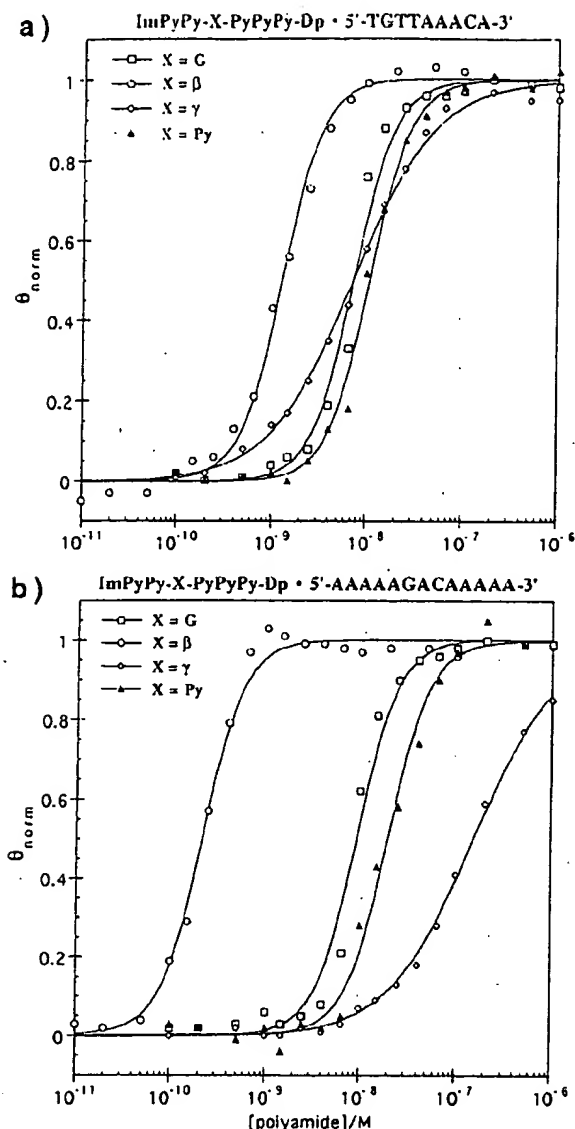 a)
ImPyPy-X-PyPyPy-Dp • 5'-TGTTAAACA-3'
X = G
X = β
X = γ
X = Py
1
0.8
0.6
0.4
0.2
0
θnorm
10-11 10-10 10-9 10-8 10-7 10-6
b)
ImPyPy-X-PyPyPy-Dp • 5'-AAAAAGACAAAAA-3'
X = G
X = β
X = γ
X = Py
1
0.8
0.6
0.4
0.2
0
θnorm
10-11 10-10 10-9 10-8 10-7 10-6
[polyamide]/M